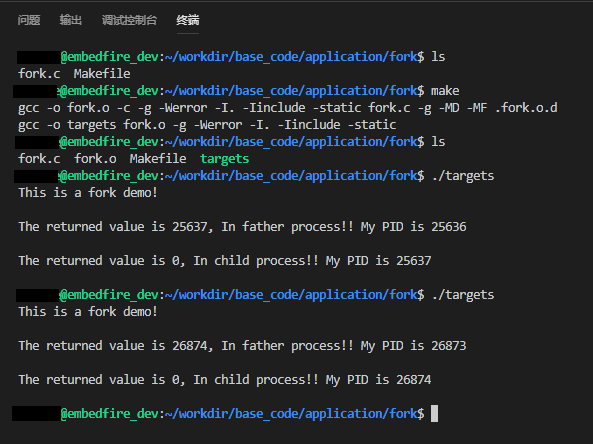 问题 输出 调试控制台 终端
@embedfire_dev:~/workdir/base_code/application/fork$ ls
fork.c  Makefile
@embedfire_dev:~/workdir/base_code/application/fork$ make
gcc -o fork.o -c -g -Werror -I. -Iinclude -static fork.c -g -MD -MF .fork.o.d
gcc -o targets fork.o -g -Werror -I. -Iinclude -static
@embedfire_dev:~/workdir/base_code/application/fork$ ls
fork.c  fork.o  Makefile  targets
@embedfire_dev:~/workdir/base_code/application/fork$ ./targets
This is a fork demo!
The returned value is 25637, In father process!! My PID is 25636
The returned value is 0, In child process!! My PID is 25637
@embedfire_dev:~/workdir/base_code/application/fork$ ./targets
This is a fork demo!
The returned value is 26874, In father process!! My PID is 26873
The returned value is 0, In child process!! My PID is 26874
@embedfire_dev:~/workdir/base_code/application/fork$